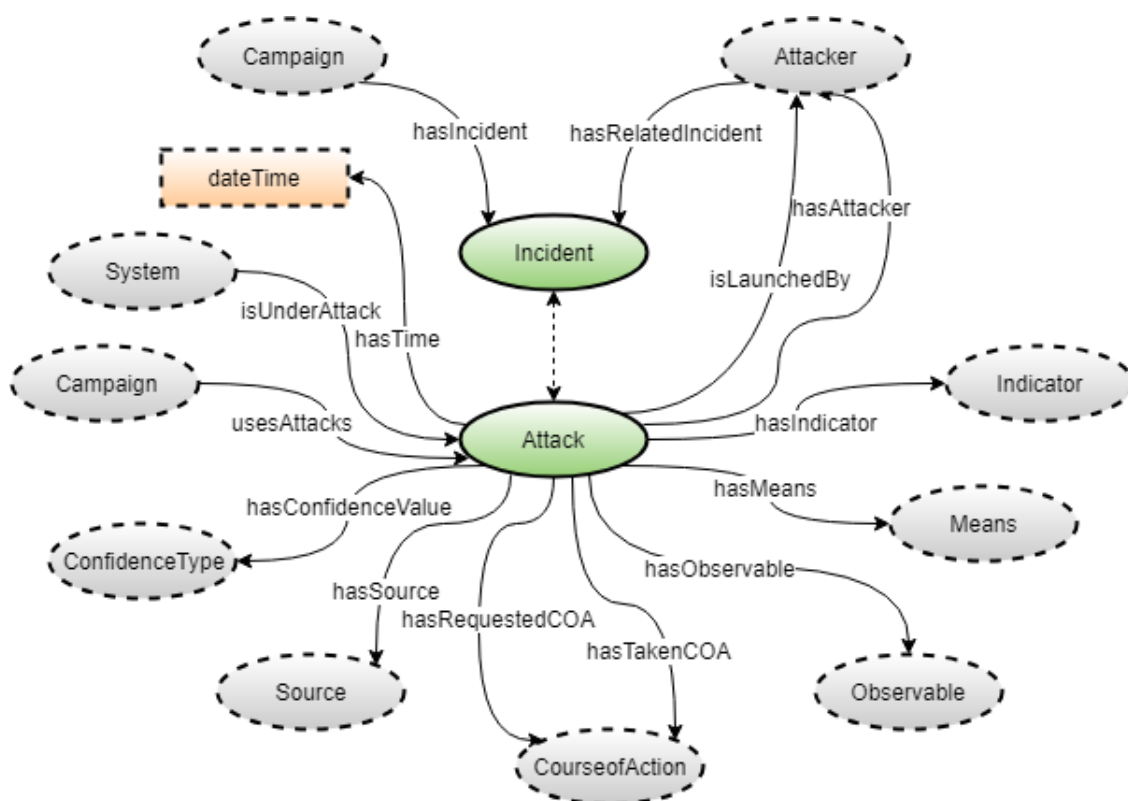 Campaign
Attacker
hasIncident
hasRelatedIncident
dateTime
hasAttacker
Incident
System
isLaunchedBy
isUnderAttack
hasTime
Campaign
Indicator
usesAttacks
hasIndicator
Attack
hasMeans
hasConfidenceValue
Means
ConfidenceType
hasObservable
hasSource
hasRequestedCOA
hasTakenCOA
Source
Observable
CourseofAction